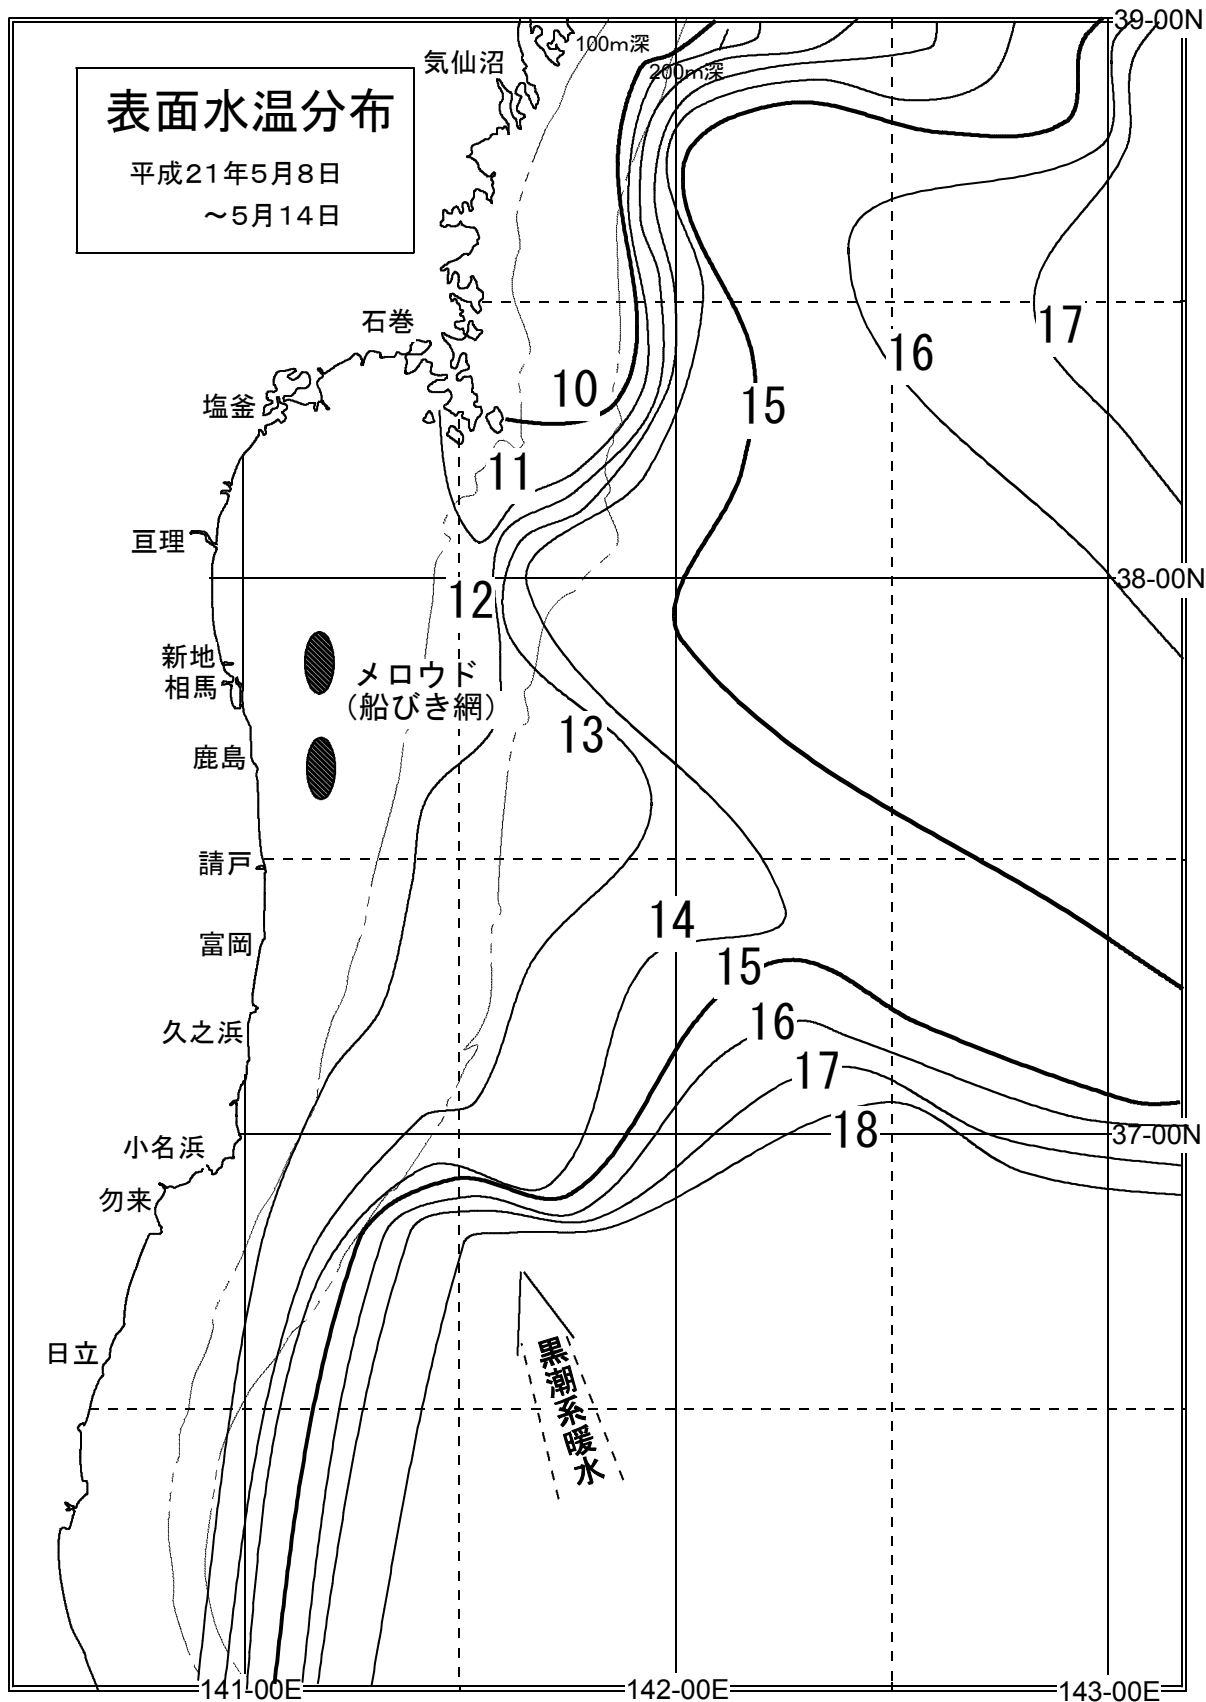 39-00N
100m深
気仙沼
200m深
表面水温分布
平成21年5月8日
～5月14日
石巻
17
16
10
15
塩釜
11
亘理
38-00N
12
新地
メロウド
相馬
(船びき網)
13
鹿島
請戸
14
富岡
15
久之浜
16
17
18
37-00N
小名浜
勿来
日立
黒潮系暖水
141-00E
142-00E
143-00E